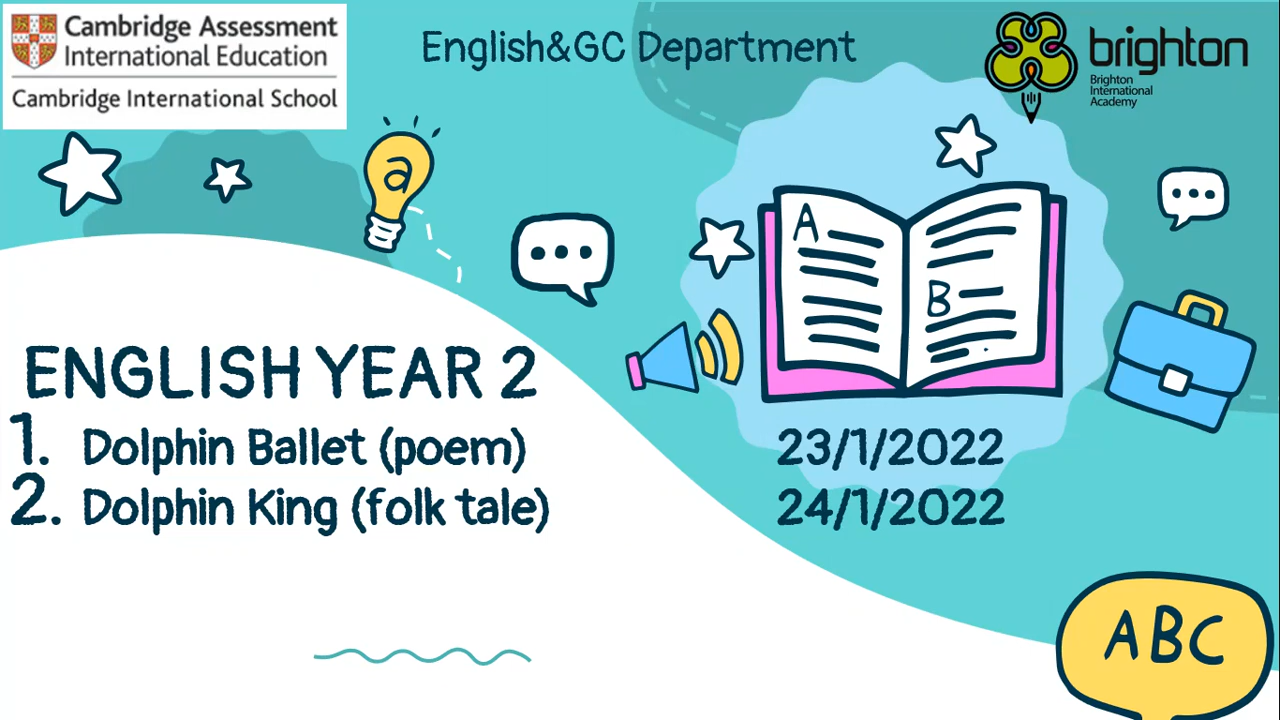 Cambridge Assessment
International Education
Cambridge International School
English&GC Department
brighton
Brighton
International
Academy
a
A
B
ENGLISH YEAR 2
1. Dolphin Ballet (poem) 23/1/2022
2. Dolphin King (folk tale) 24/1/2022
ABC